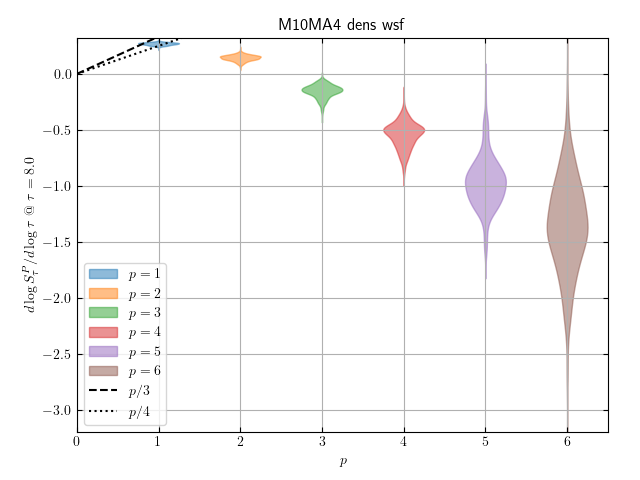 M10MA4 dens wsf
d log S_τ^P / d log τ @ τ = 8.0
0.0
−0.5
−1.0
−1.5
−2.0
−2.5
−3.0
p = 1
p = 2
p = 3
p = 4
p = 5
p = 6
p/3
p/4
0 1 2 3 4 5 6
p